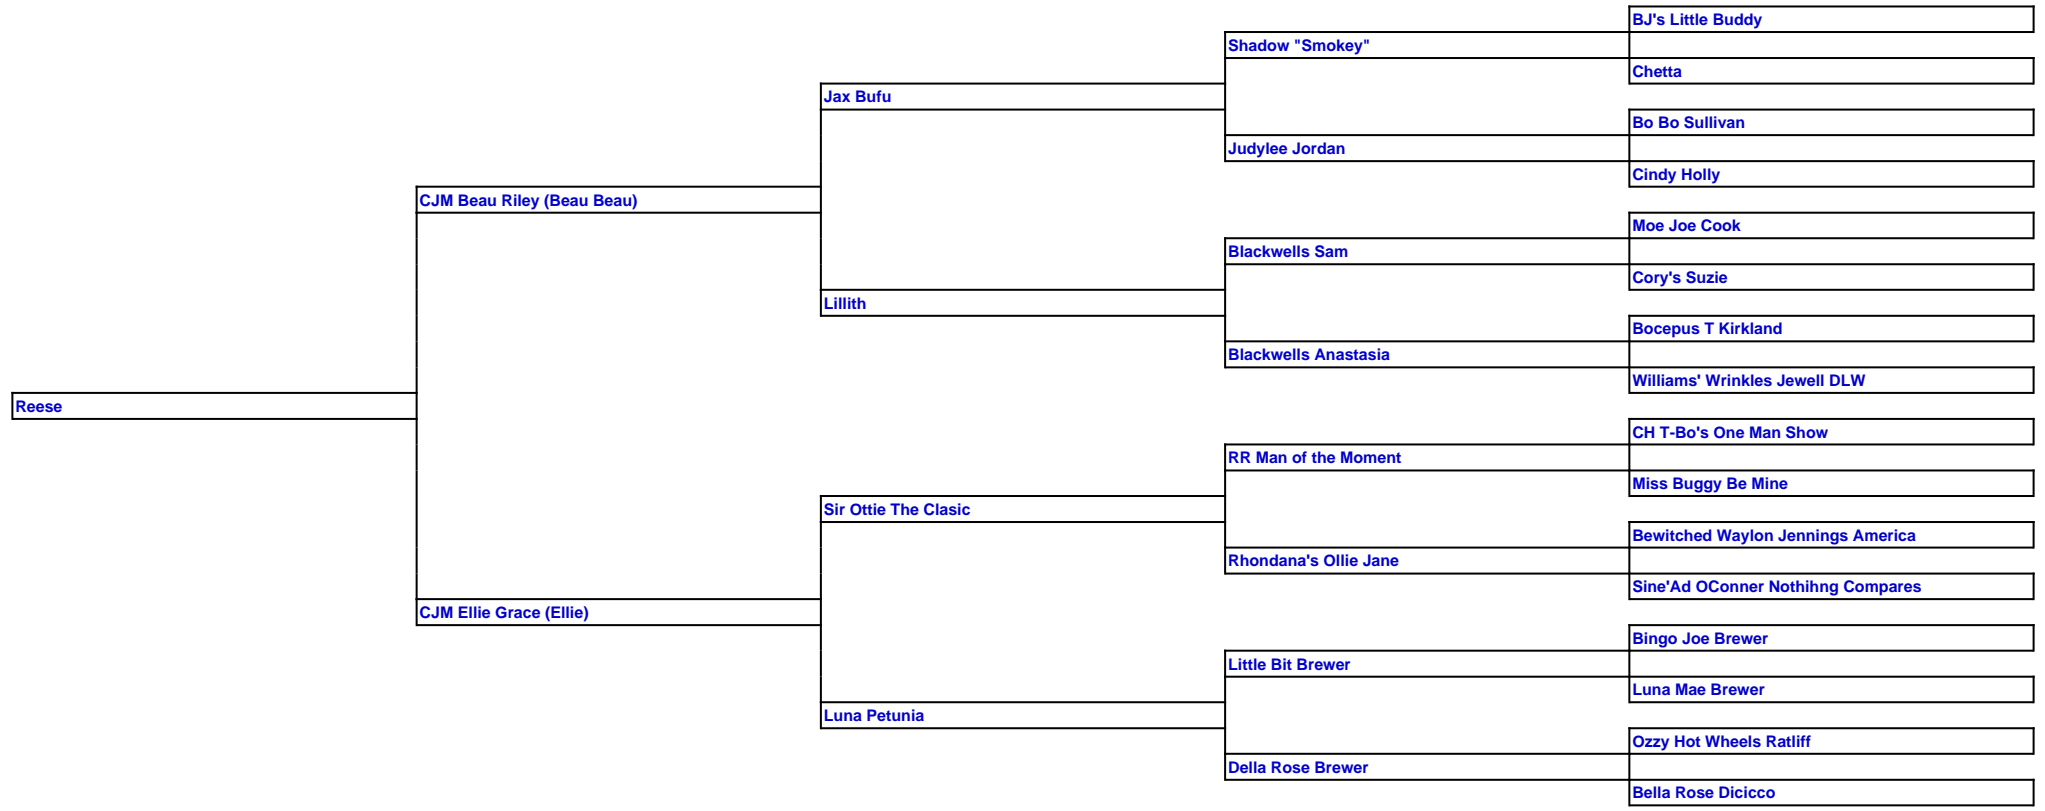 BJ's Little Buddy
Shadow "Smokey"
Chetta
Jax Bufu
Bo Bo Sullivan
Judylee Jordan
Cindy Holly
CJM Beau Riley (Beau Beau)
Moe Joe Cook
Blackwells Sam
Cory's Suzie
Lillith
Bocepus T Kirkland
Blackwells Anastasia
Williams' Wrinkles Jewell DLW
Reese
CH T-Bo's One Man Show
RR Man of the Moment
Miss Buggy Be Mine
Sir Ottie The Clasic
Bewitched Waylon Jennings America
Rhondana's Ollie Jane
Sine'Ad OConner Nothihng Compares
CJM Ellie Grace (Ellie)
Bingo Joe Brewer
Little Bit Brewer
Luna Mae Brewer
Luna Petunia
Ozzy Hot Wheels Ratliff
Della Rose Brewer
Bella Rose Dicicco